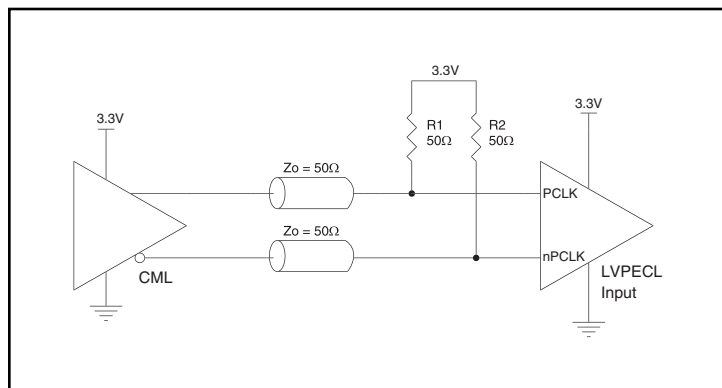 3.3V
3.3V
3.3V
R1
50Ω
R2
50Ω
Zo = 50Ω
PCLK
Zo = 50Ω
nPCLK
CML
LVPECL
Input